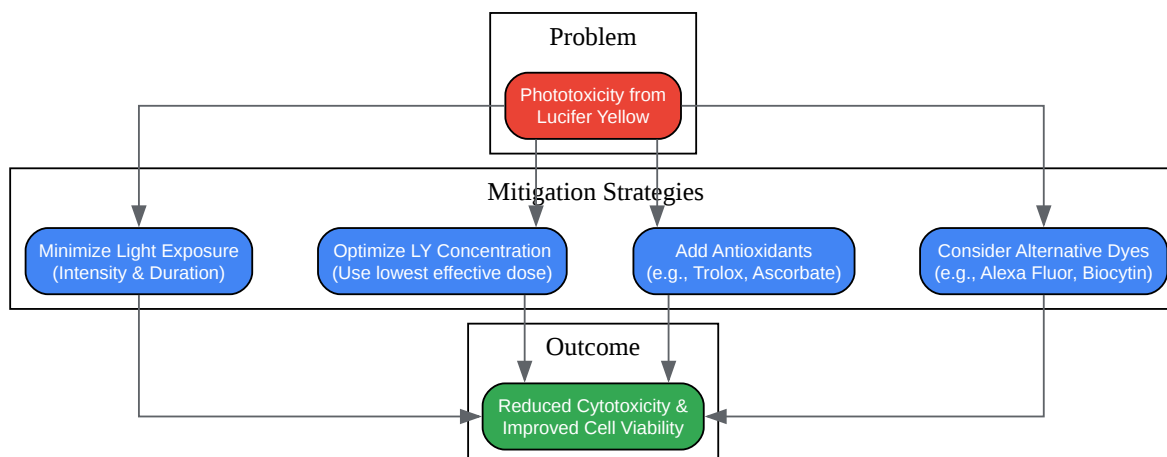 Problem
Phototoxicity from
Lucifer Yellow
Mitigation Strategies
Minimize Light Exposure
(Intensity & Duration)
Optimize LY Concentration
(Use lowest effective dose)
Add Antioxidants
(e.g., Trolox, Ascorbate)
Consider Alternative Dyes
(e.g., Alexa Fluor, Biocytin)
Outcome
Reduced Cytotoxicity &
Improved Cell Viability